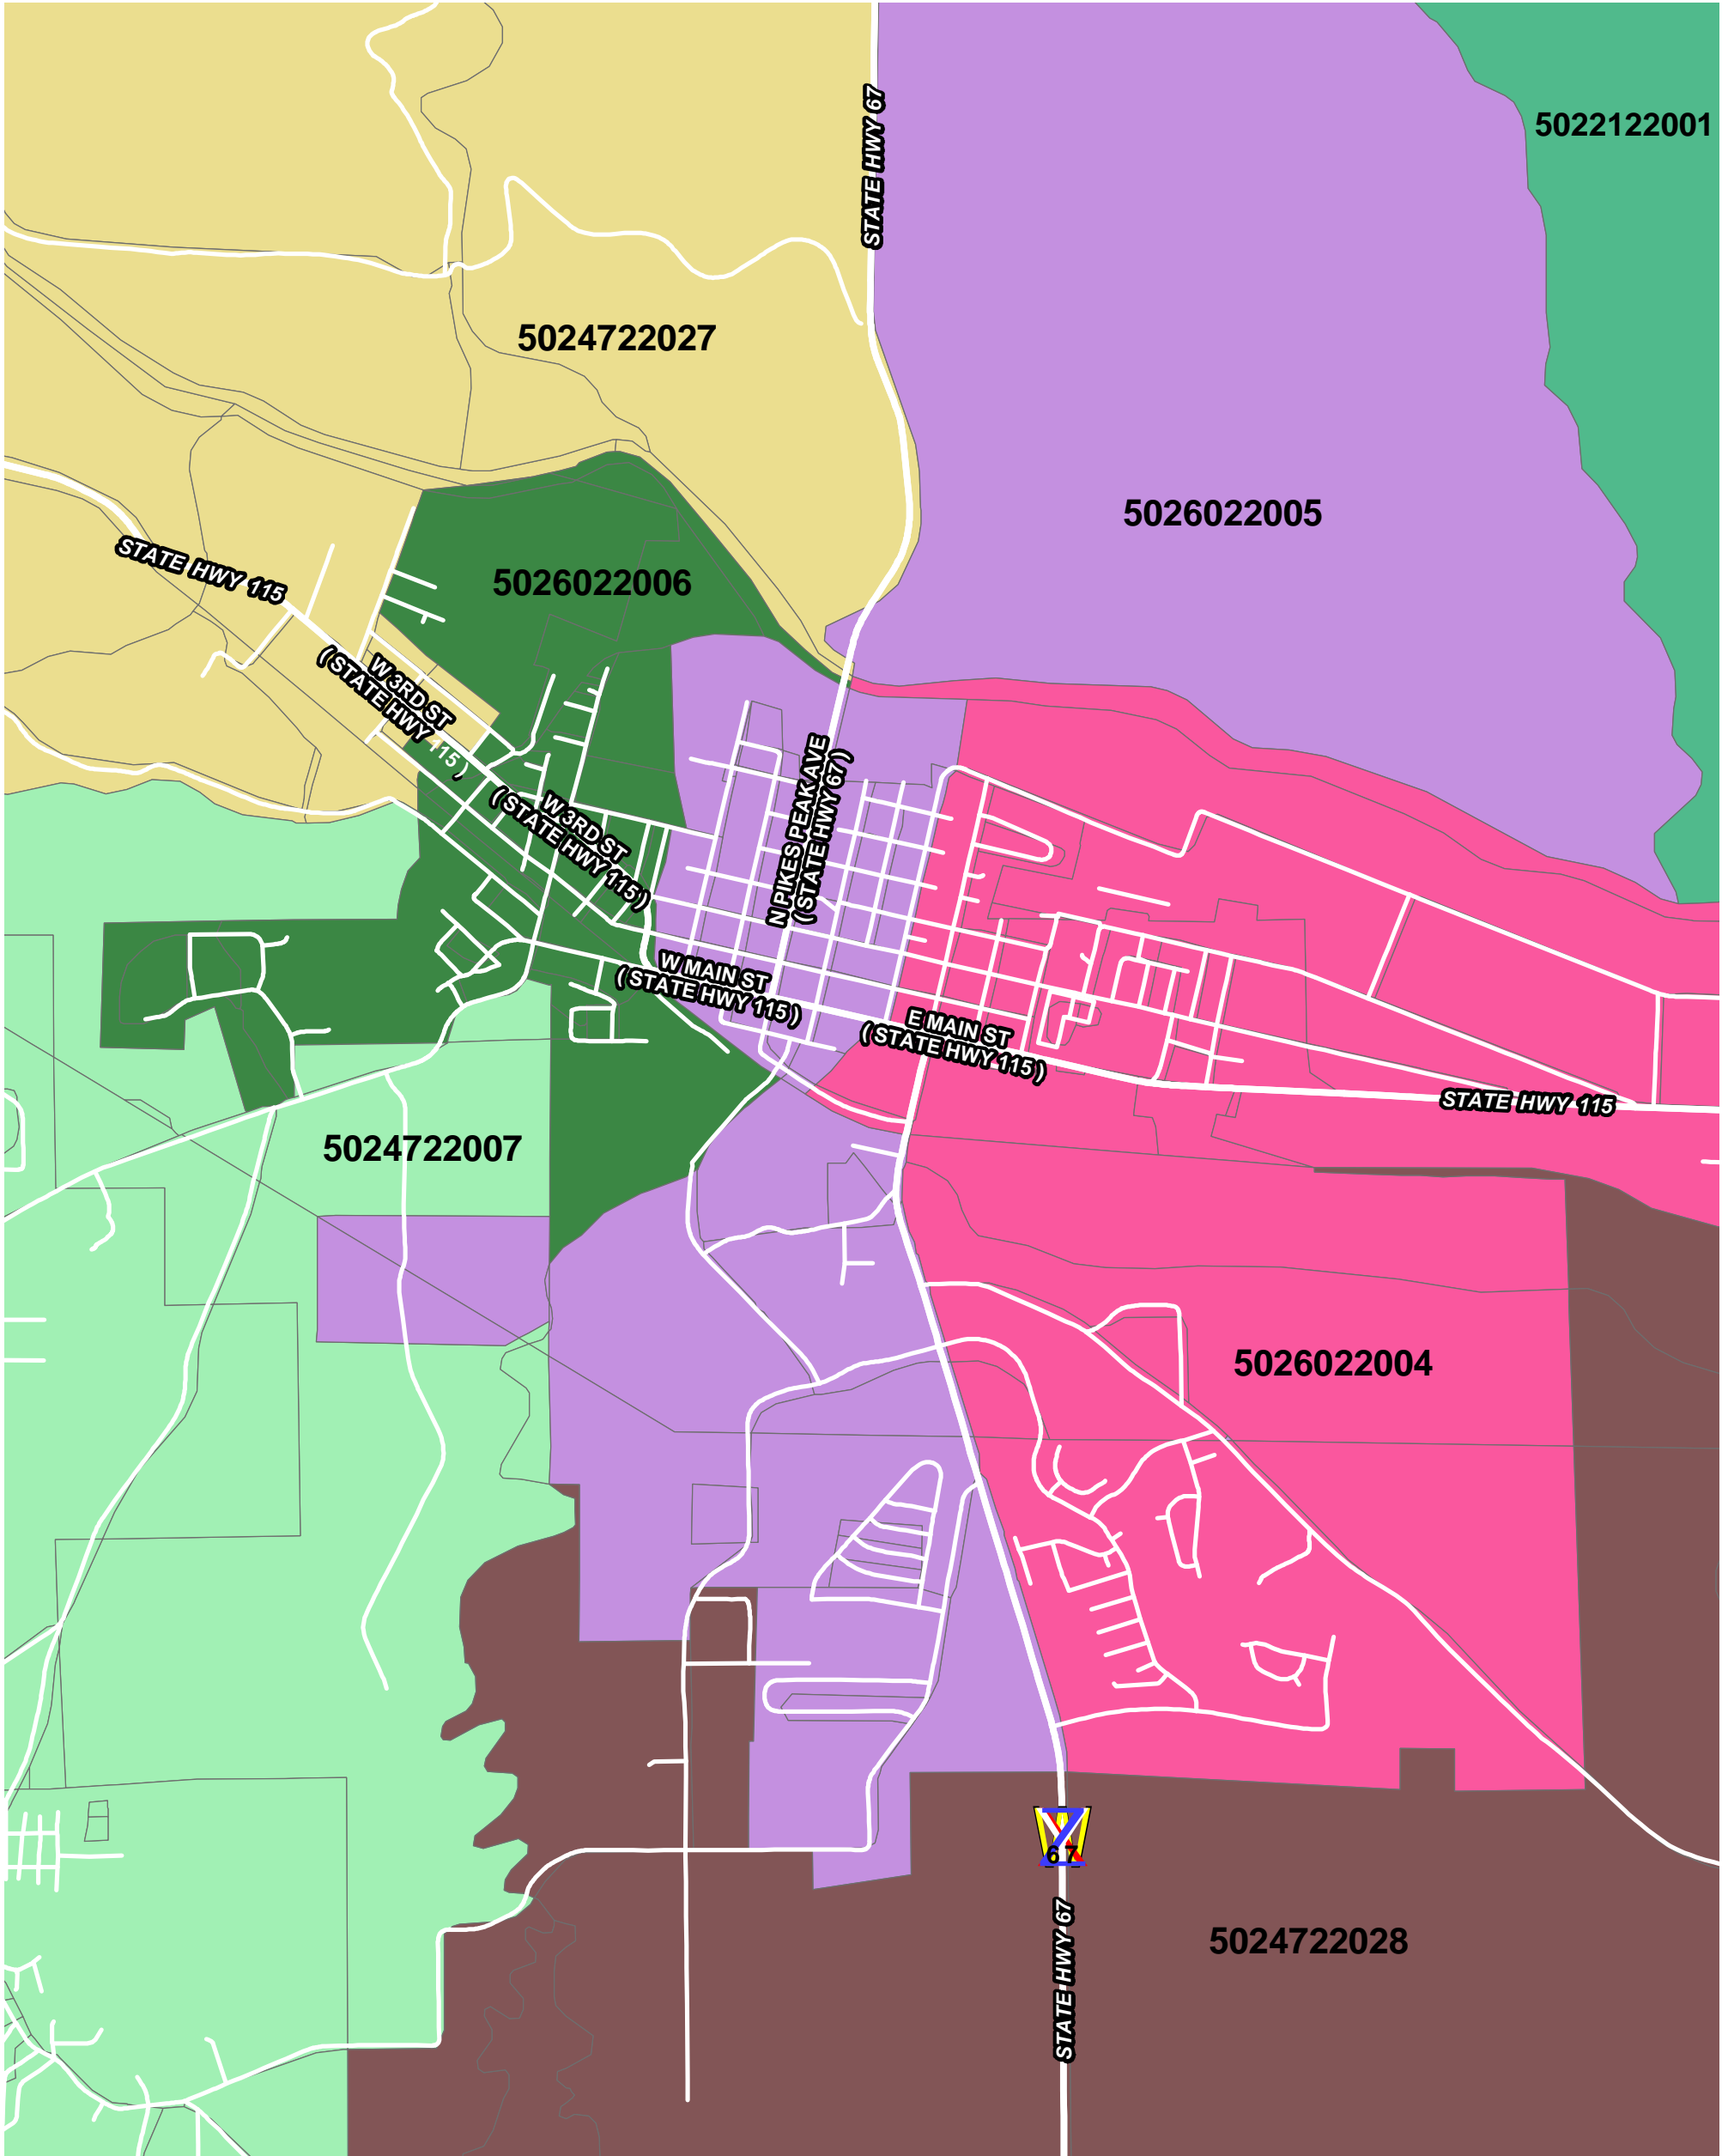 5022122001
STATE HWY 67
5024722027
5026022005
STATE HWY 115
5026022006
W 3RD ST
( STATE HWY 115 )
W 3RD ST
( STATE HWY 115 )
N PIKES PEAK AVE
( STATE HWY 67 )
W MAIN ST
( STATE HWY 115 )
E MAIN ST
( STATE HWY 115 )
STATE HWY 115
5024722007
5026022004
67
5024722028
STATE HWY 67